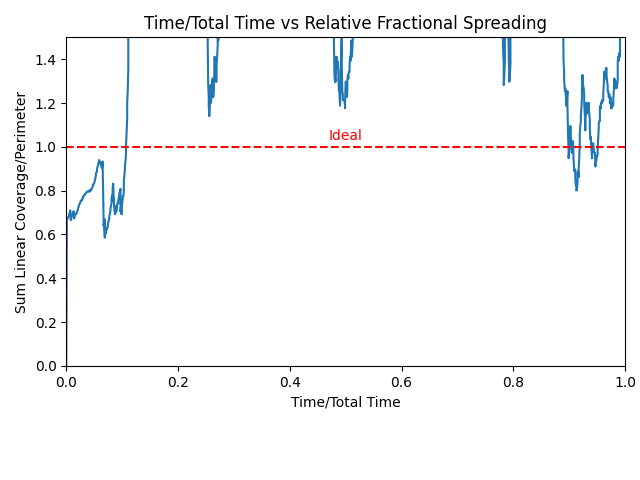 Time/Total Time vs Relative Fractional Spreading
Sum Linear Coverage/Perimeter
1.4
1.2
1.0
0.8
0.6
0.4
0.2
0.0
Ideal
0.0 0.2 0.4 0.6 0.8 1.0
Time/Total Time